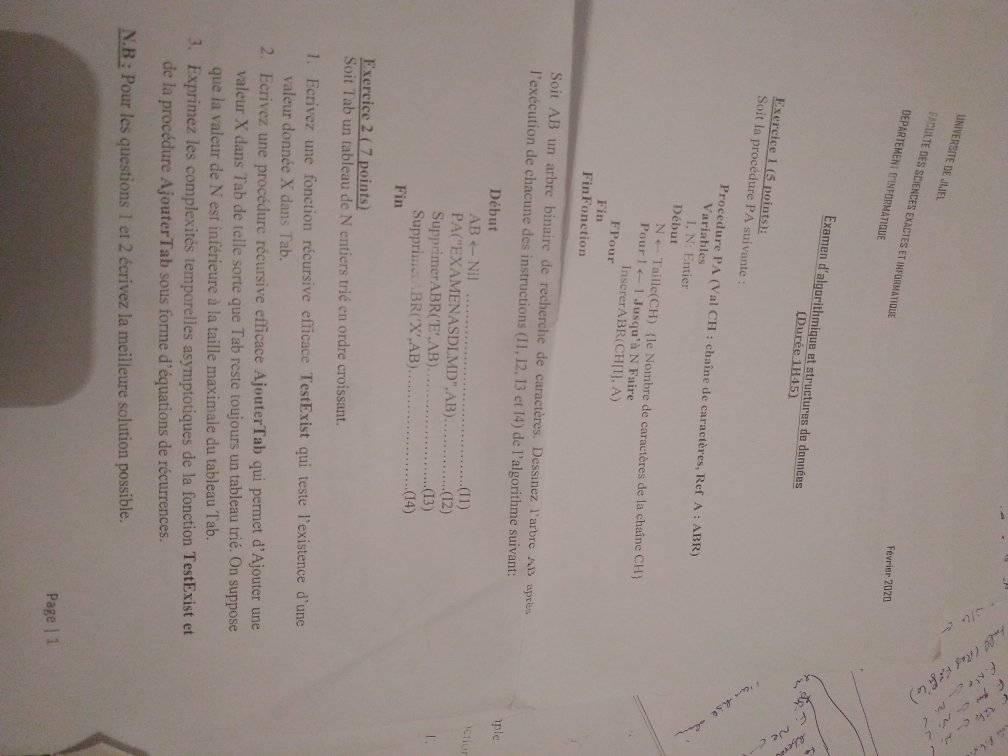 UNIVERSITE DE JIJEL
FACULTE DES SCIENCES EXACTES ET INFORMATIQUE
DEPARTEMENT D'INFORMATIQUE
Février 2020
Examen d'algorithmique et structures de données
(Durée 1H45)
Exercice 1 (5 points):
Soit la procédure PA suivante :
Procédure PA (Val CH : chaîne de caractères, Ref A : ABR)
Variables
I, N: Entier
Début
N ← Taille(CH) {le Nombre de caractères de la chaîne CH}
Pour I ← 1 Jusqu'à N Faire
InsererABR(CH[I], A)
FPour
Fin
FinFonction
Soit AB un arbre binaire de recherche de caractères. Dessinez l'arbre AB après
l'exécution de chacune des instructions (I1, I2, I3 et I4) de l'algorithme suivant:
Début
AB ←Nil ........................................(I1)
PA("EXAMENASDLMD",AB)...............(I2)
SupprimerABR('E',AB).......................(I3)
ABR('X',AB).......................(I4)
Fin
Exercice 2 ( 7 points)
Soit Tab un tableau de N entiers trié en ordre croissant.
1. Ecrivez une fonction récursive efficace TestExist qui teste l'existence d'une
valeur donnée X dans Tab.
2. Ecrivez une procédure récursive efficace AjouterTab qui permet d'Ajouter une
valeur X dans Tab de telle sorte que Tab reste toujours un tableau trié. On suppose
que la valeur de N est inférieure à la taille maximale du tableau Tab.
3. Exprimez les complexités temporelles asymptotiques de la fonction TestExist et
de la procédure AjouterTab sous forme d'équations de récurrences.
N.B : Pour les questions 1 et 2 écrivez la meilleure solution possible.
Page | 1